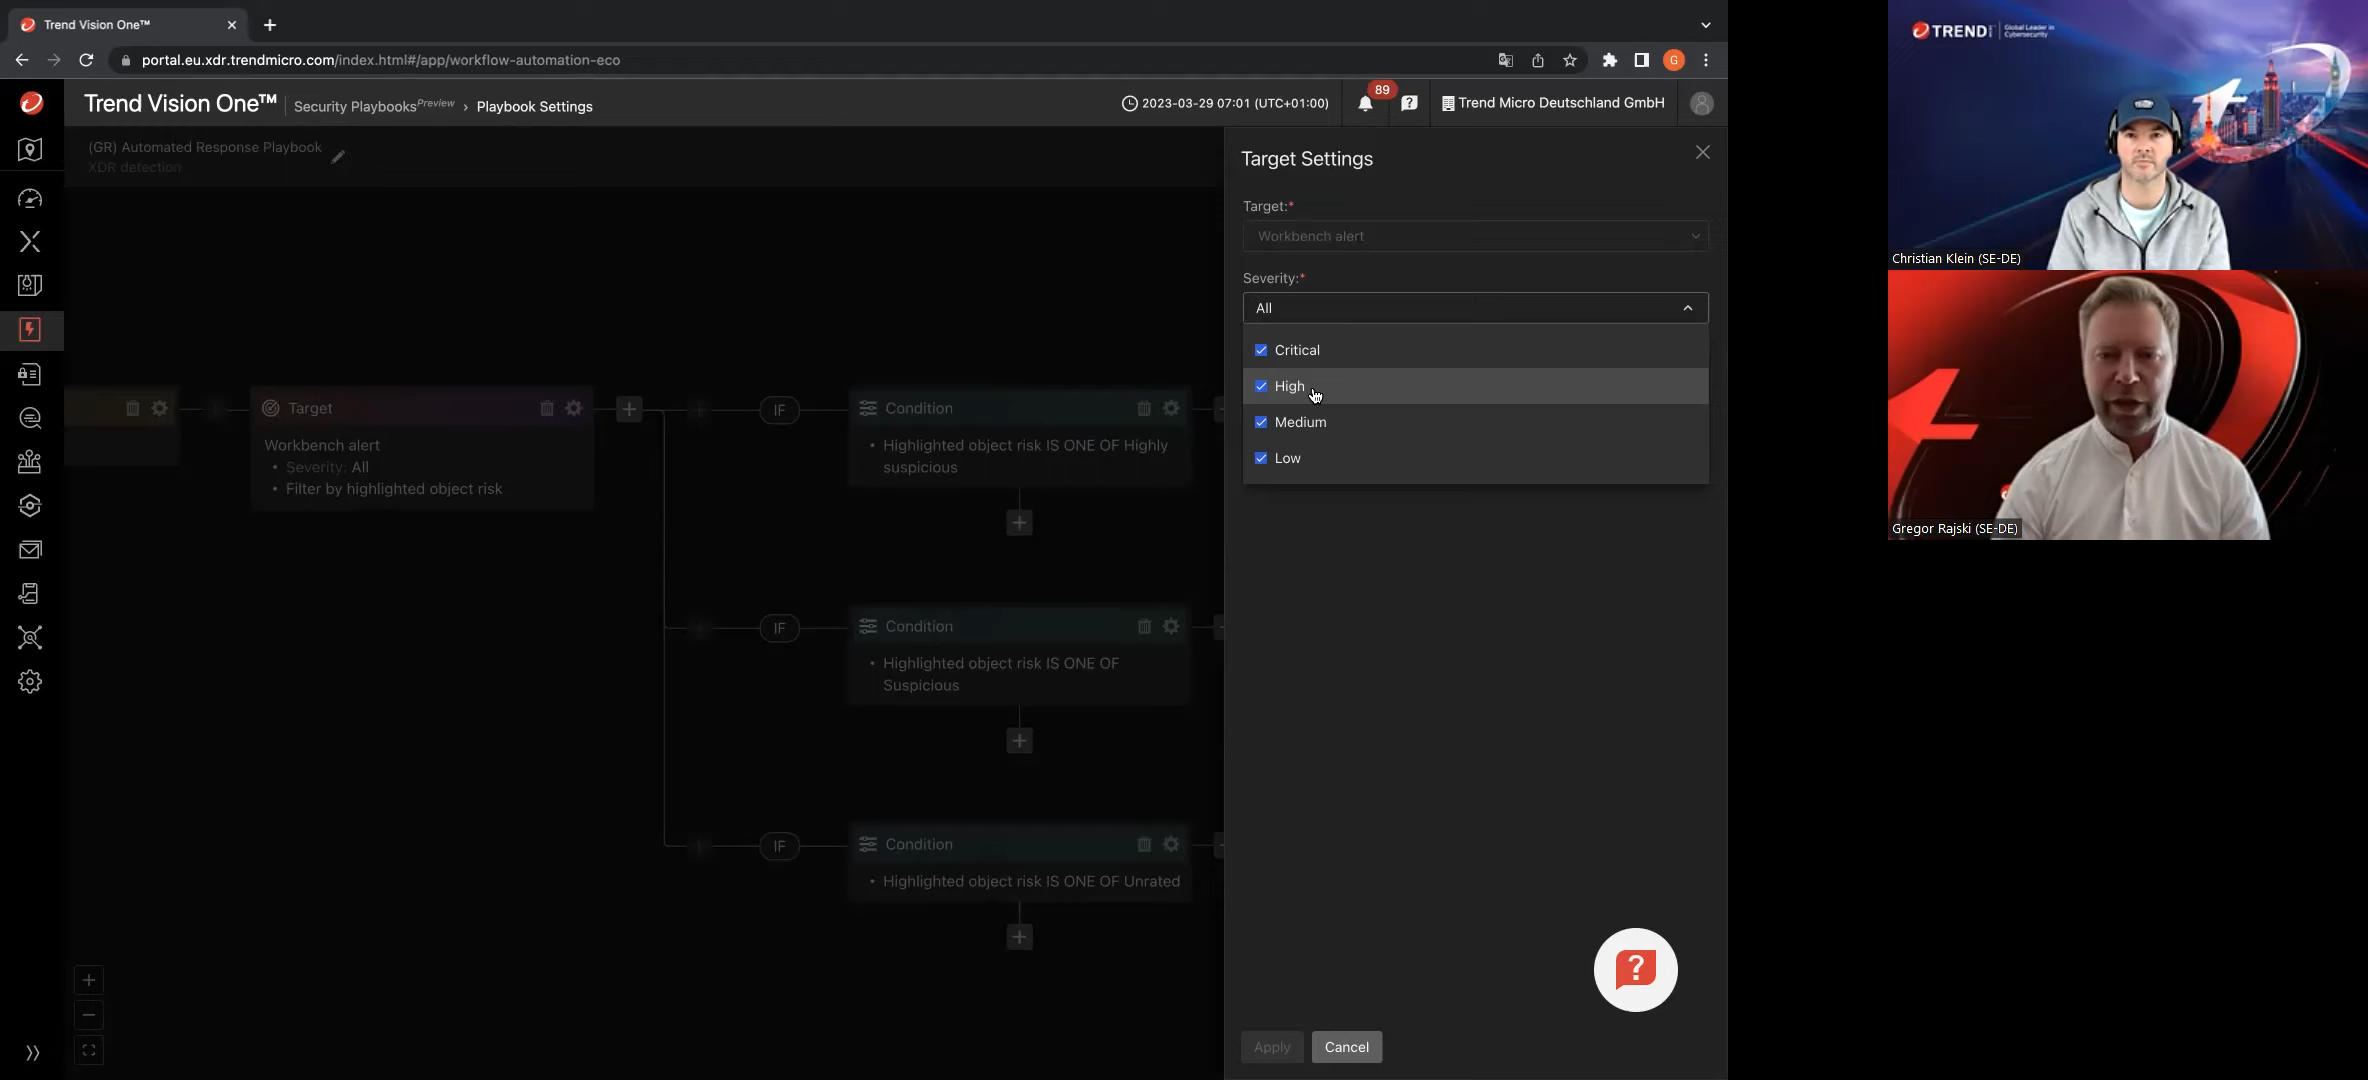 Trend Vision One™
portal.eu.xdr.trendmicro.com/index.html#/app/workflow-automation-eco
G
Trend Vision One™
Security Playbooks Preview › Playbook Settings
2023-03-29 07:01 (UTC+01:00)
89
Trend Micro Deutschland GmbH
(GR) Automated Response Playbook
XDR detection
Target
Workbench alert
• Severity: All
• Filter by highlighted object risk
IF
Condition
• Highlighted object risk IS ONE OF Highly
suspicious
IF
Condition
• Highlighted object risk IS ONE OF
Suspicious
IF
Condition
• Highlighted object risk IS ONE OF Unrated
Target Settings
Target:*
Workbench alert
Severity:*
All
Critical
High
Medium
Low
Apply
Cancel
TREND
Global Leader in
Cybersecurity
Christian Klein (SE-DE)
Gregor Rajski (SE-DE)